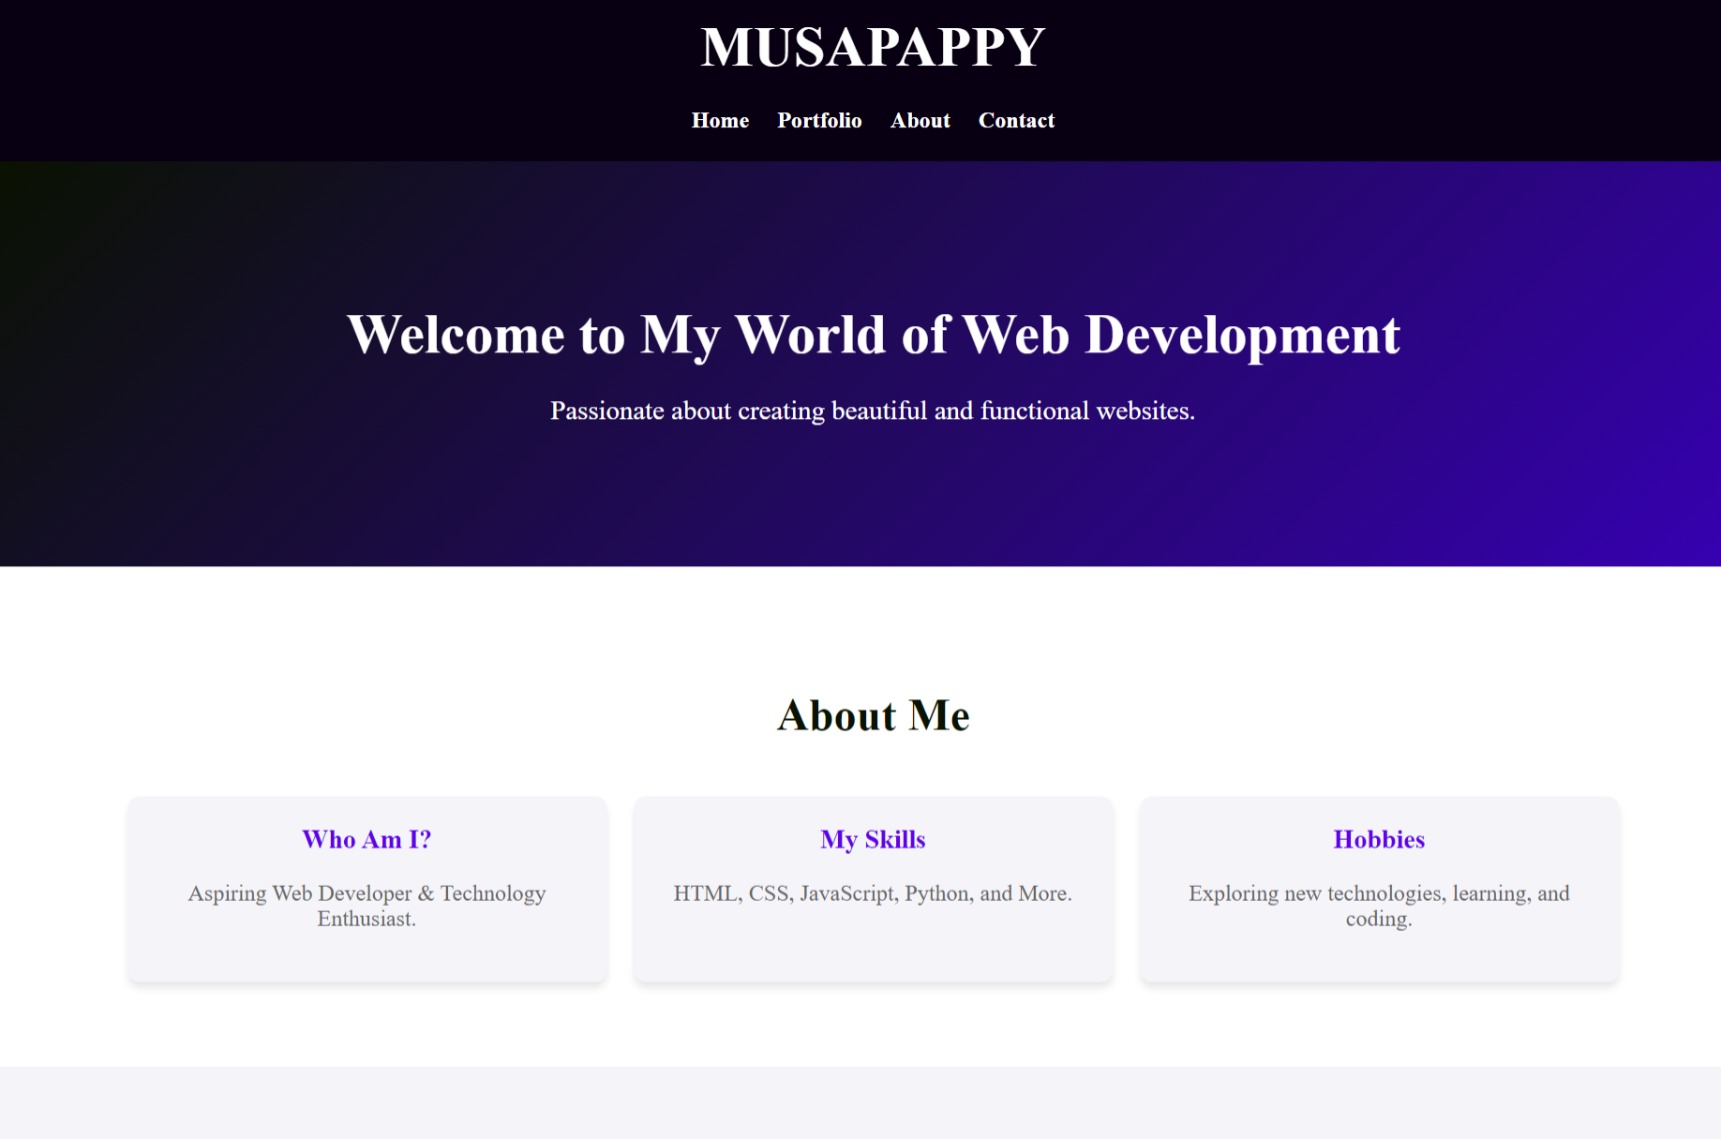 MUSAPAPPY
Home Portfolio About Contact
Welcome to My World of Web Development
Passionate about creating beautiful and functional websites.
About Me
Who Am I?
Aspiring Web Developer & Technology
Enthusiast.
My Skills
HTML, CSS, JavaScript, Python, and More.
Hobbies
Exploring new technologies, learning, and
coding.